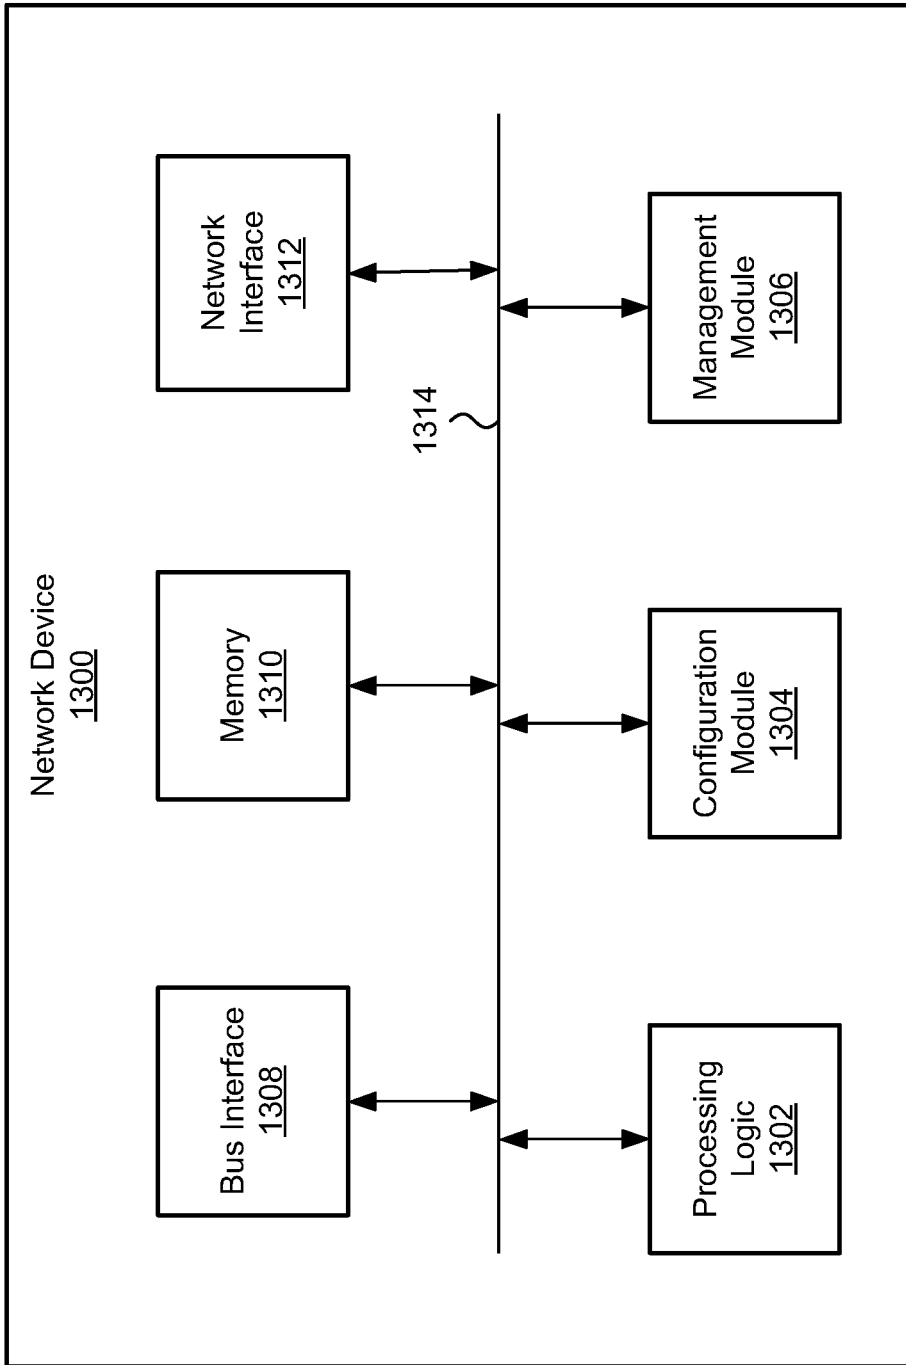 Network Device
1300
Bus Interface
1308
Memory
1310
Network
Interface
1312
1314
Processing
Logic
1302
Configuration
Module
1304
Management
Module
1306